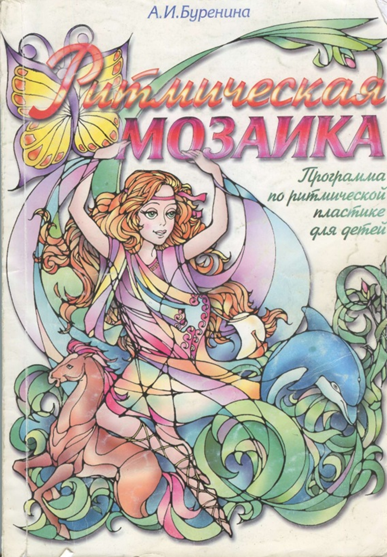 А.И.Буренина
Ритмическая
МОЗАИКА
Программа
по ритмической
пластике
для детей